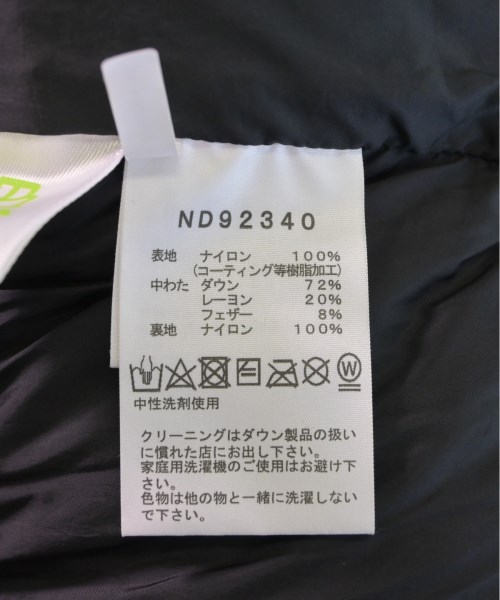 ND92340
表地 ナイロン 100%
(コーティング等樹脂加工)
中わた ダウン 72%
レーヨン 20%
フェザー 8%
裏地 ナイロン 100%
W
中性洗剤使用
クリーニングはダウン製品の扱い
に慣れた店にお出し下さい。
家庭用洗濯機のご使用はお避け下
さい。
色物は他の物と一緒に洗濯しない
で下さい。